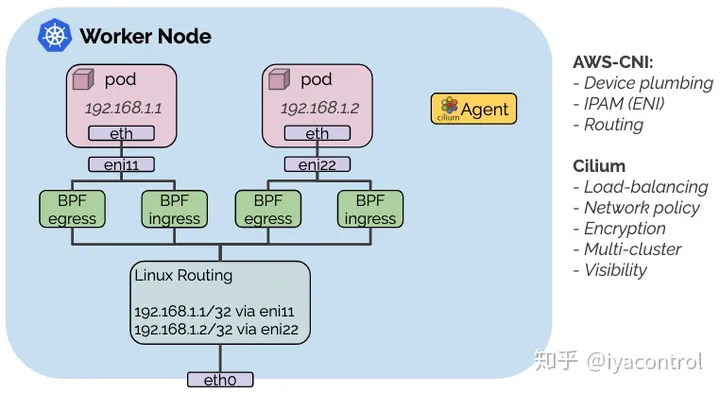 Worker Node
pod
192.168.1.1
eth
eni11
pod
192.168.1.2
eth
eni22
cilium
Agent
BPF
egress
BPF
ingress
BPF
egress
BPF
ingress
Linux Routing
192.168.1.1/32 via eni11
192.168.1.2/32 via eni22
eth0
AWS-CNI:
- Device plumbing
- IPAM (ENI)
- Routing
Cilium
- Load-balancing
- Network policy
- Encryption
- Multi-cluster
- Visibility
知乎 @iyacontrol